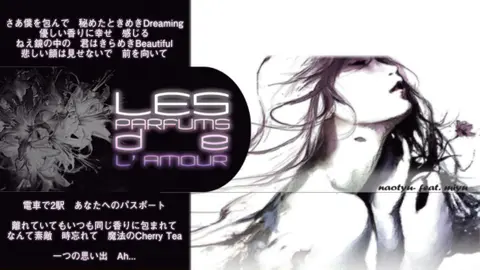 さあ僕を包んで　秘めたときめきDreaming
優しい香りに幸せ　感じる
ねえ鏡の中の　君はきらめきBeautiful
悲しい顔は見せないで　前を向いて
LES
PARFUMS
de
L'AMOUR
naotyu- feat. miyu
電車で2駅　あなたへのパスポート
離れていてもいつも同じ香りに包まれて
なんて素敵　時忘れて　魔法のCherry Tea
一つの思い出　Ah...